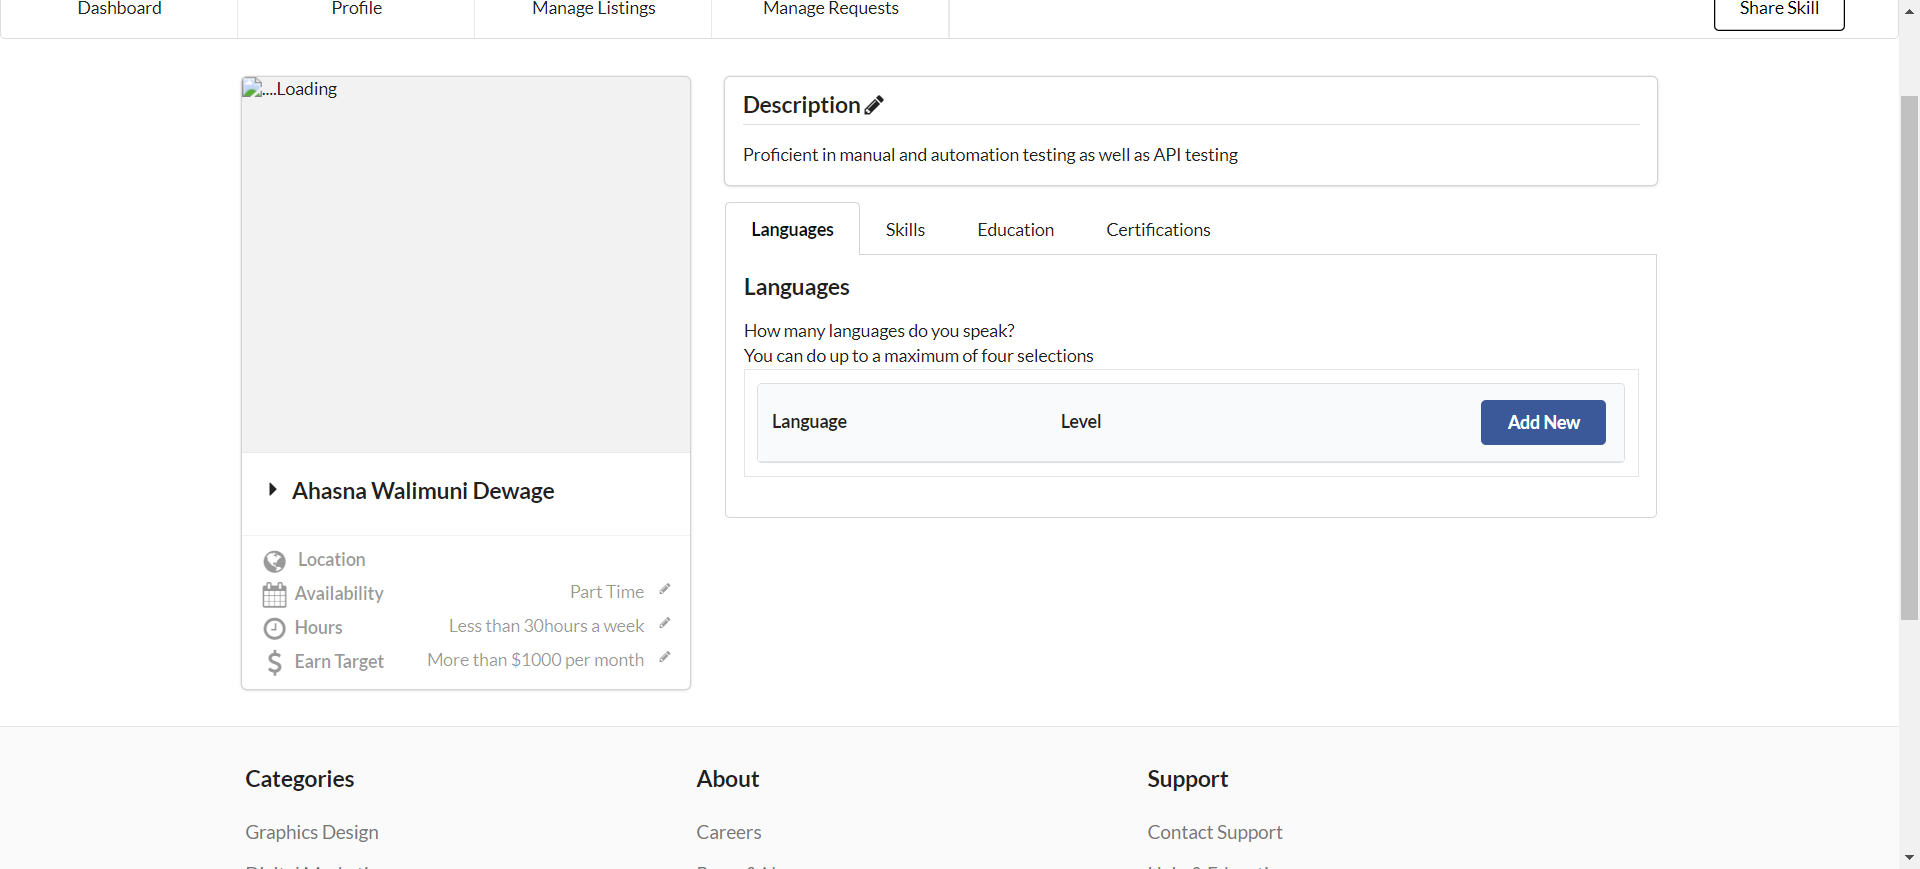 Dashboard Profile Manage Listings Manage Requests Share Skill
....Loading
Ahasna Walimuni Dewage
Location
Availability Part Time
Hours Less than 30hours a week
Earn Target More than $1000 per month
Description
Proficient in manual and automation testing as well as API testing
Languages Skills Education Certifications
Languages
How many languages do you speak?
You can do up to a maximum of four selections
Language Level Add New
Categories About Support
Graphics Design Careers Contact Support